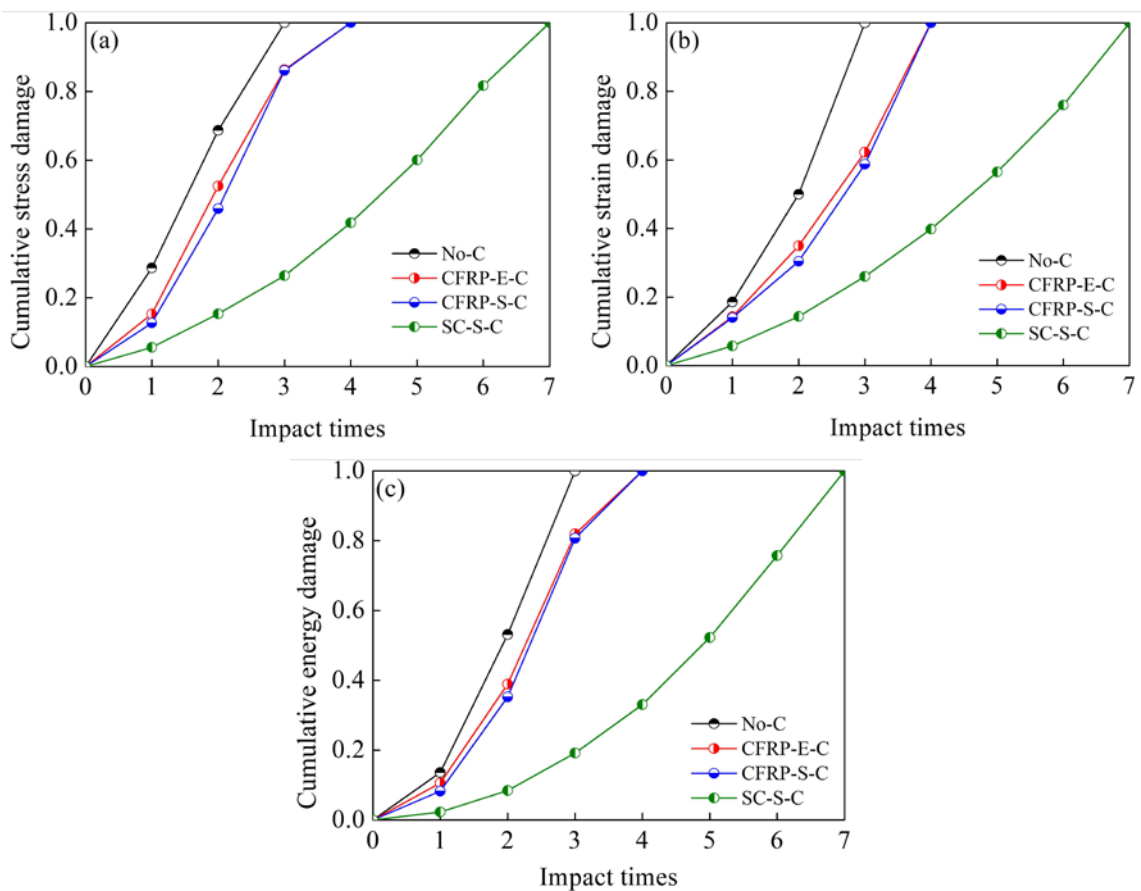 (a)
Cumulative stress damage
1.0
0.8
0.6
0.4
0.2
0.0
0 1 2 3 4 5 6 7
Impact times
No-C
CFRP-E-C
CFRP-S-C
SC-S-C
(b)
Cumulative strain damage
1.0
0.8
0.6
0.4
0.2
0.0
0 1 2 3 4 5 6 7
Impact times
No-C
CFRP-E-C
CFRP-S-C
SC-S-C
(c)
Cumulative energy damage
1.0
0.8
0.6
0.4
0.2
0.0
0 1 2 3 4 5 6 7
Impact times
No-C
CFRP-E-C
CFRP-S-C
SC-S-C